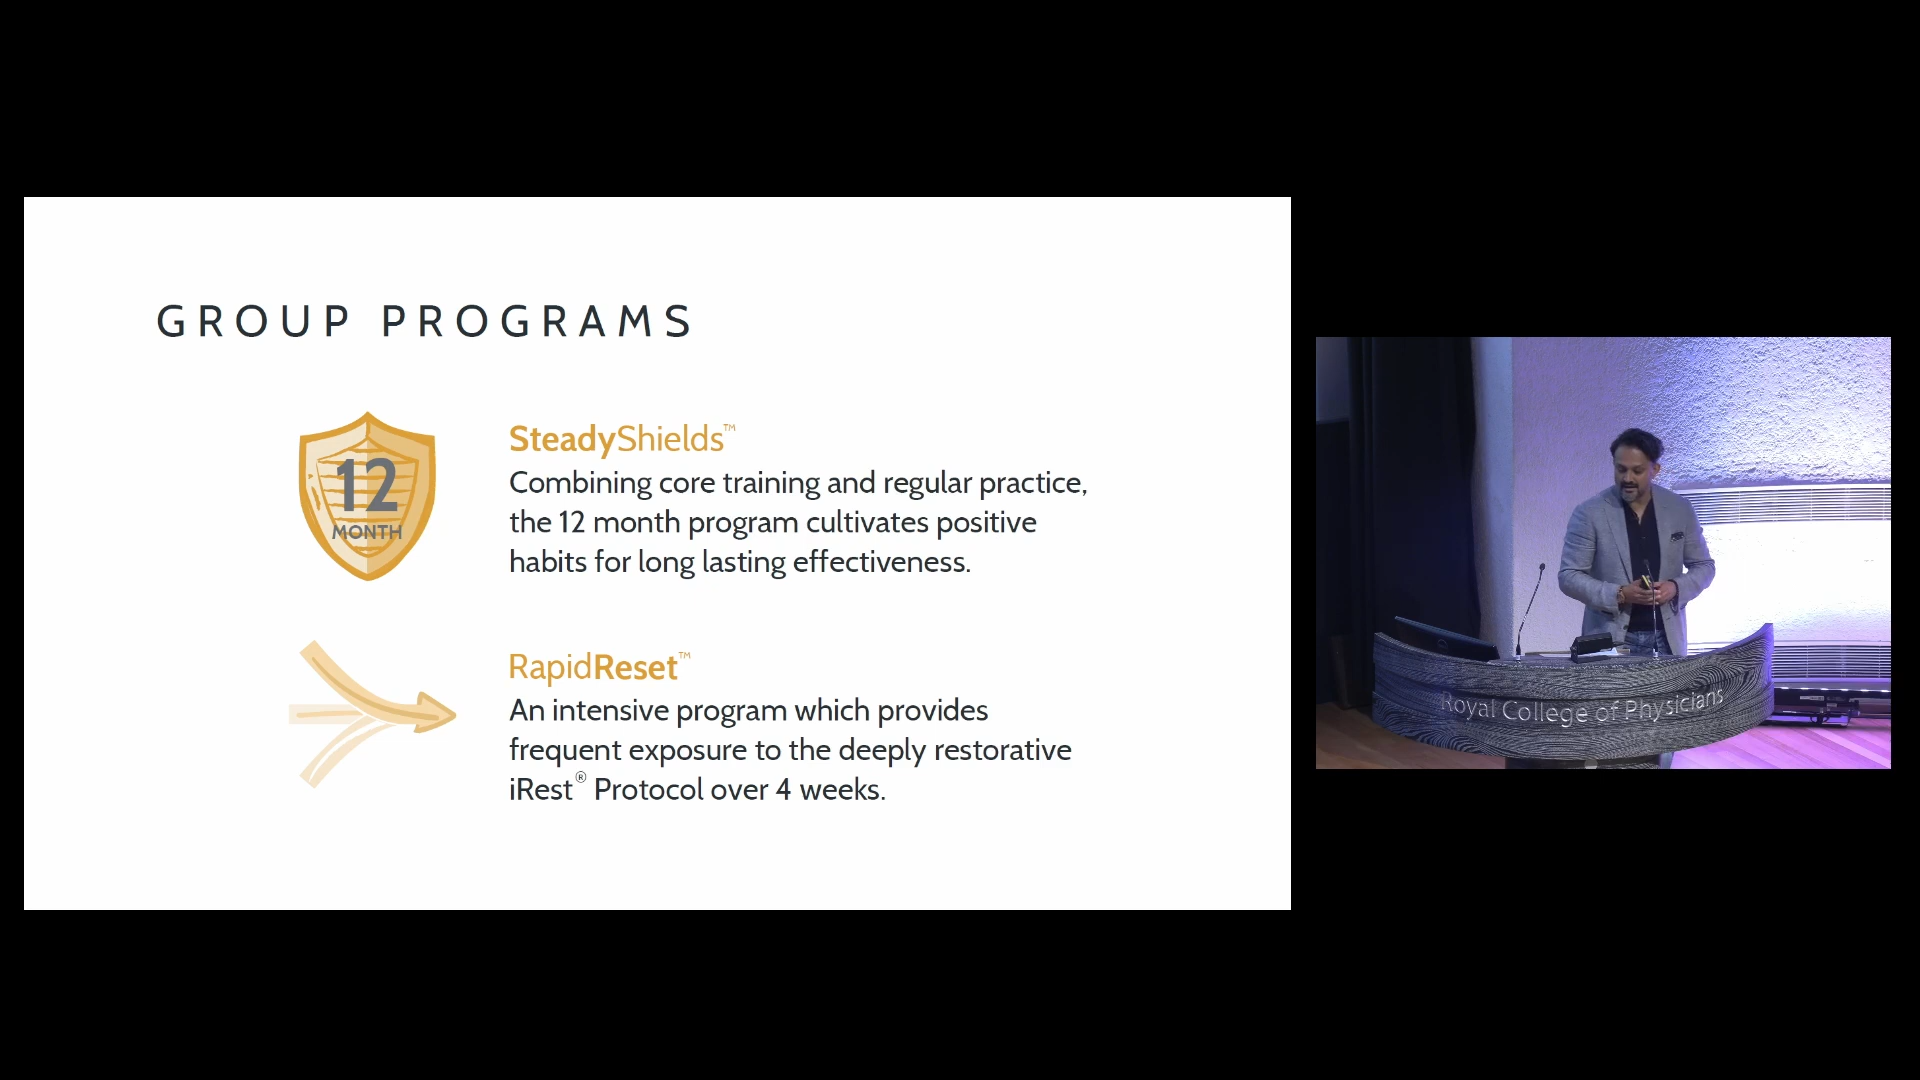 GROUP PROGRAMS
12
MONTH
SteadyShields™
Combining core training and regular practice,
the 12 month program cultivates positive
habits for long lasting effectiveness.
RapidReset™
An intensive program which provides
frequent exposure to the deeply restorative
iRest® Protocol over 4 weeks.
Royal College of Physicians